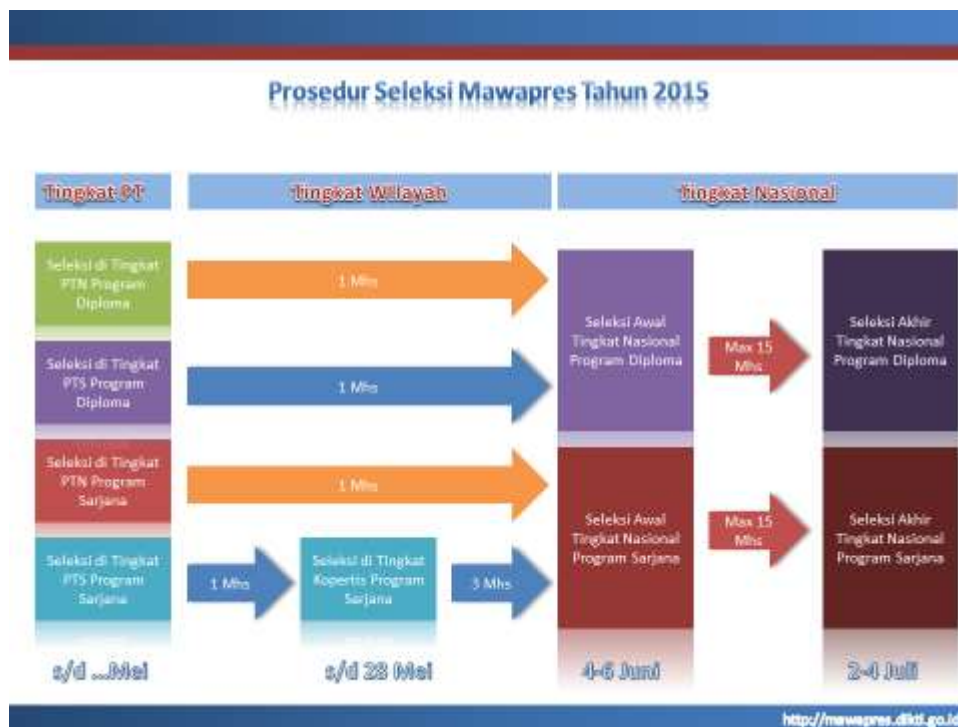 Prosedur Seleksi Mawapres Tahun 2015
Tingkat PT
Tingkat Wilayah
Tingkat Nasional
Seleksi di Tingkat
PTN Program
Diploma
1 Mhs
Seleksi di Tingkat
PTS Program
Diploma
1 Mhs
Seleksi di Tingkat
PTN Program
Sarjana
1 Mhs
Seleksi di Tingkat
PTS Program
Sarjana
1 Mhs
Seleksi di Tingkat
Kopertis Program
Sarjana
3 Mhs
Seleksi Awal
Tingkat Nasional
Program Diploma
Max 15
Mhs
Seleksi Akhir
Tingkat Nasional
Program Diploma
Seleksi Awal
Tingkat Nasional
Program Sarjana
Max 15
Mhs
Seleksi Akhir
Tingkat Nasional
Program Sarjana
s/d ...Mei
s/d 28 Mei
4-6 Juni
2-4 Juli
http://mawapres.dikti.go.id